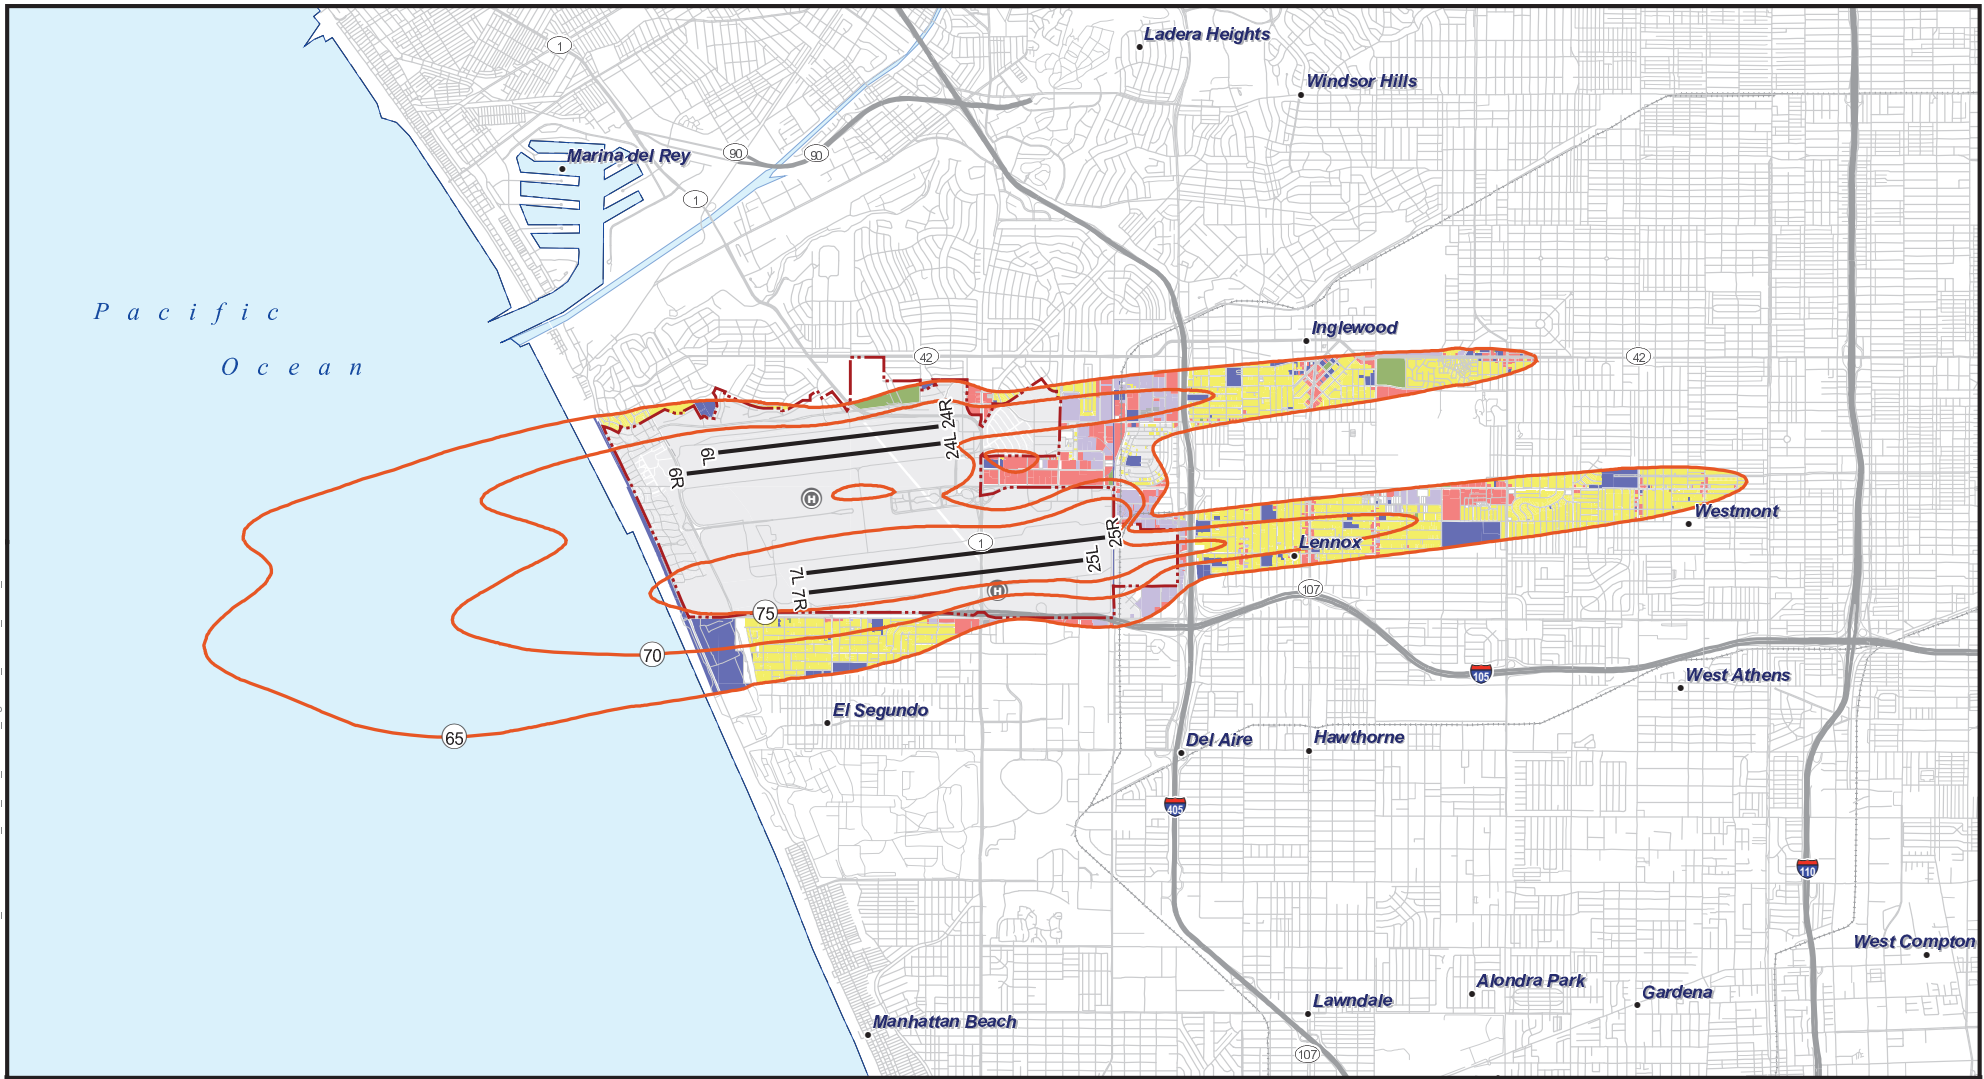 Ladera Heights
1
Windsor Hills
Marina del Rey
90
90
1
Pacific
Ocean
Inglewood
42
42
24R
24L
6L
6R
H
Westmont
25R
1
Lennox
25L
7L
7R
H
107
75
70
105
West Athens
El Segundo
65
Del Aire
Hawthorne
405
110
West Compton
Alondra Park
Gardena
Lawndale
Manhattan Beach
107